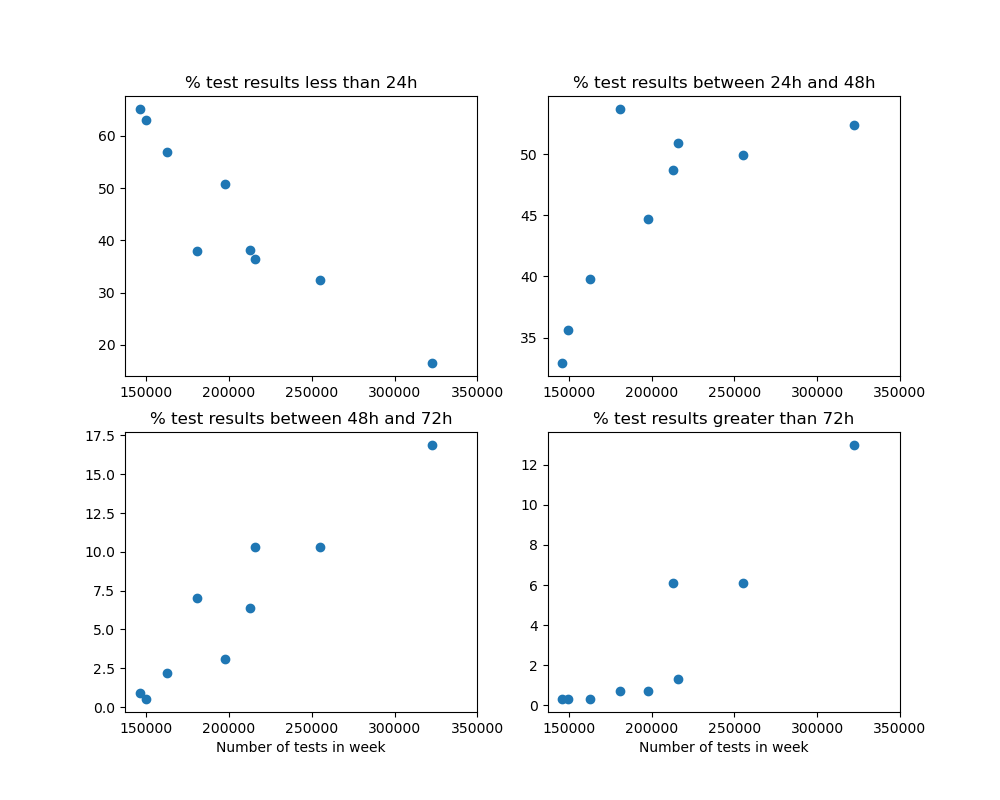 % test results less than 24h
60
50
40
30
20
150000 200000 250000 300000 350000
% test results between 24h and 48h
50
45
40
35
150000 200000 250000 300000 350000
% test results between 48h and 72h
17.5
15.0
12.5
10.0
7.5
5.0
2.5
0.0
150000 200000 250000 300000 350000
Number of tests in week
% test results greater than 72h
12
10
8
6
4
2
0
150000 200000 250000 300000 350000
Number of tests in week